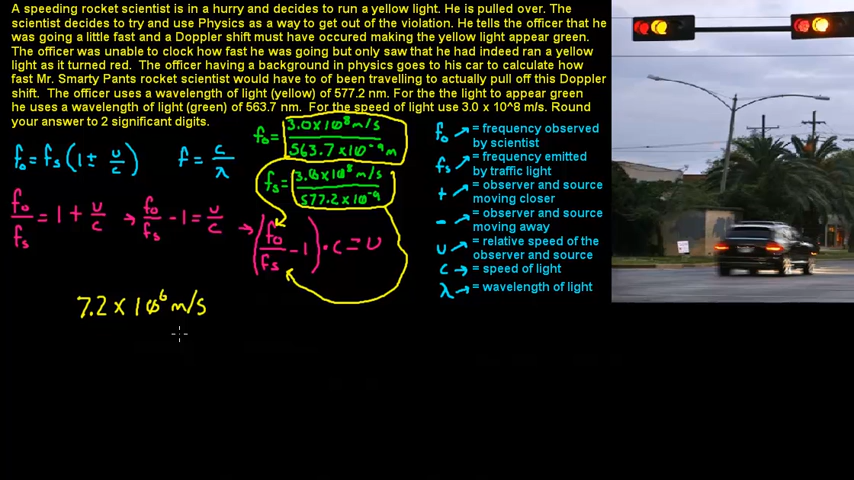 A speeding rocket scientist is in a hurry and decides to run a yellow light. He is pulled over. The
scientist decides to try and use Physics as a way to get out of the violation. He tells the officer that he
was going a little fast and a Doppler shift must have occured making the yellow light appear green.
The officer was unable to clock how fast he was going but only saw that he had indeed ran a yellow
light as it turned red. The officer having a background in physics goes to his car to calculate how
fast Mr. Smarty Pants rocket scientist would have to of been travelling to actually pull off this Doppler
shift. The officer uses a wavelength of light (yellow) of 577.2 nm. For the the light to appear green
he uses a wavelength of light (green) of 563.7 nm. For the speed of light use 3.0 x 10^8 m/s. Round
your answer to 2 significant digits.
f₀ = fₛ(1 ± u/c) f = c/λ
f₀ = 3.0×10⁸ m/s / 563.7×10⁻⁹ m
fₛ = 3.0×10⁸ m/s / 577.2×10⁻⁹
f₀/fₛ = 1 + u/c → f₀/fₛ - 1 = u/c → (f₀/fₛ - 1) · c = u
7.2 × 10⁶ m/s
f₀ → = frequency observed
by scientist
fₛ → = frequency emitted
by traffic light
+ → = observer and source
moving closer
- → = observer and source
moving away
u → = relative speed of the
observer and source
c → = speed of light
λ → = wavelength of light